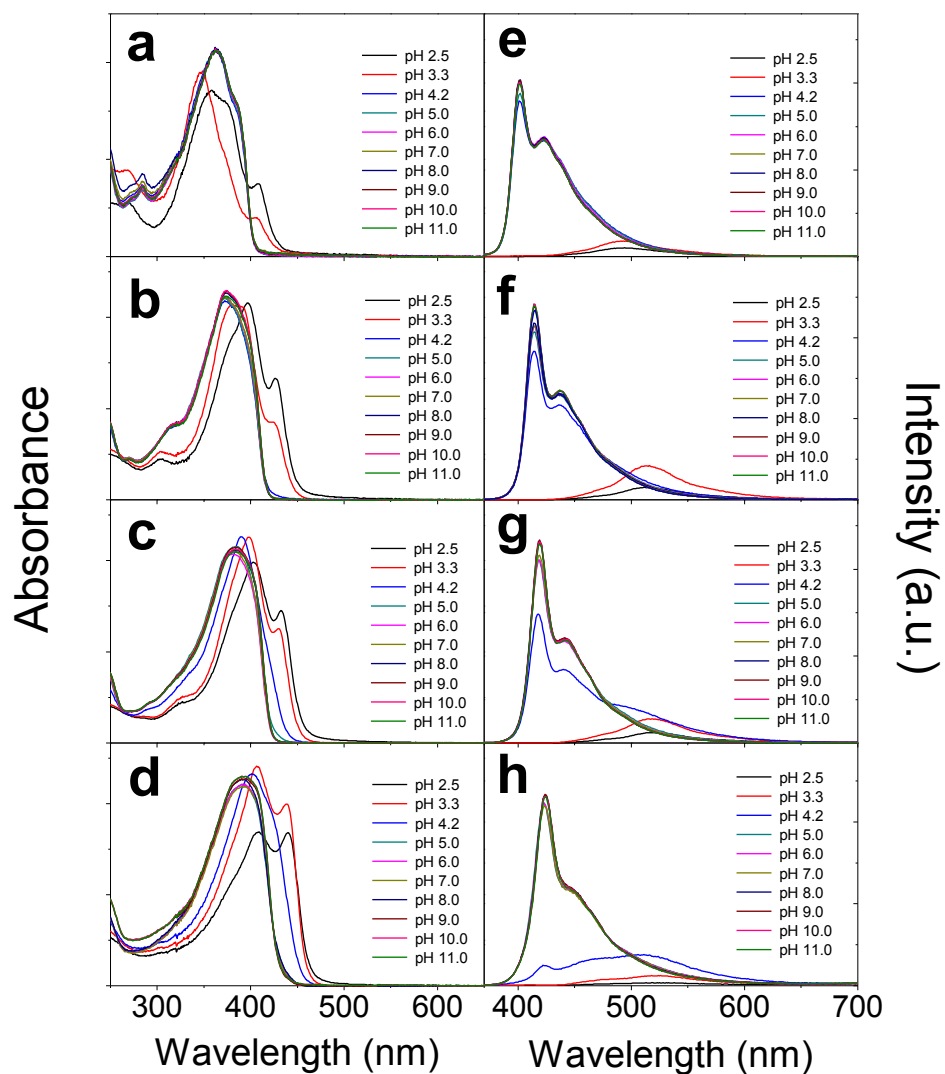 Absorbance
a
pH 2.5
pH 3.3
pH 4.2
pH 5.0
pH 6.0
pH 7.0
pH 8.0
pH 9.0
pH 10.0
pH 11.0
b
pH 2.5
pH 3.3
pH 4.2
pH 5.0
pH 6.0
pH 7.0
pH 8.0
pH 9.0
pH 10.0
pH 11.0
c
pH 2.5
pH 3.3
pH 4.2
pH 5.0
pH 6.0
pH 7.0
pH 8.0
pH 9.0
pH 10.0
pH 11.0
d
pH 2.5
pH 3.3
pH 4.2
pH 5.0
pH 6.0
pH 7.0
pH 8.0
pH 9.0
pH 10.0
pH 11.0
300 400 500 600
Wavelength (nm)
e
pH 2.5
pH 3.3
pH 4.2
pH 5.0
pH 6.0
pH 7.0
pH 8.0
pH 9.0
pH 10.0
pH 11.0
f
pH 2.5
pH 3.3
pH 4.2
pH 5.0
pH 6.0
pH 7.0
pH 8.0
pH 9.0
pH 10.0
pH 11.0
g
pH 2.5
pH 3.3
pH 4.2
pH 5.0
pH 6.0
pH 7.0
pH 8.0
pH 9.0
pH 10.0
pH 11.0
h
pH 2.5
pH 3.3
pH 4.2
pH 5.0
pH 6.0
pH 7.0
pH 8.0
pH 9.0
pH 10.0
pH 11.0
400 500 600 700
Wavelength (nm)
Intensity (a.u.)